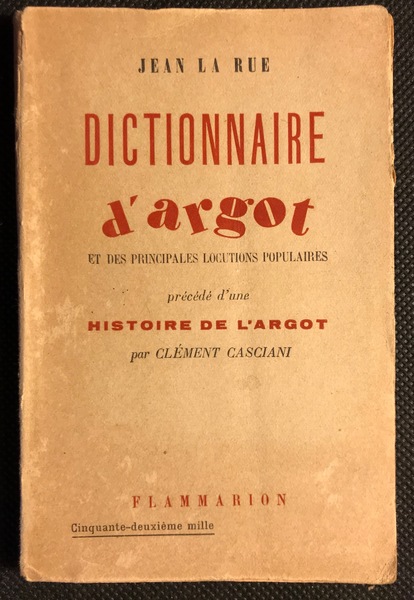 JEAN LA RUE
DICTIONNAIRE
d'argot
ET DES PRINCIPALES LOCUTIONS POPULAIRES
précédé d'une
HISTOIRE DE L'ARGOT
par CLÉMENT CASCIANI
FLAMMARION
Cinquante-deuxième mille